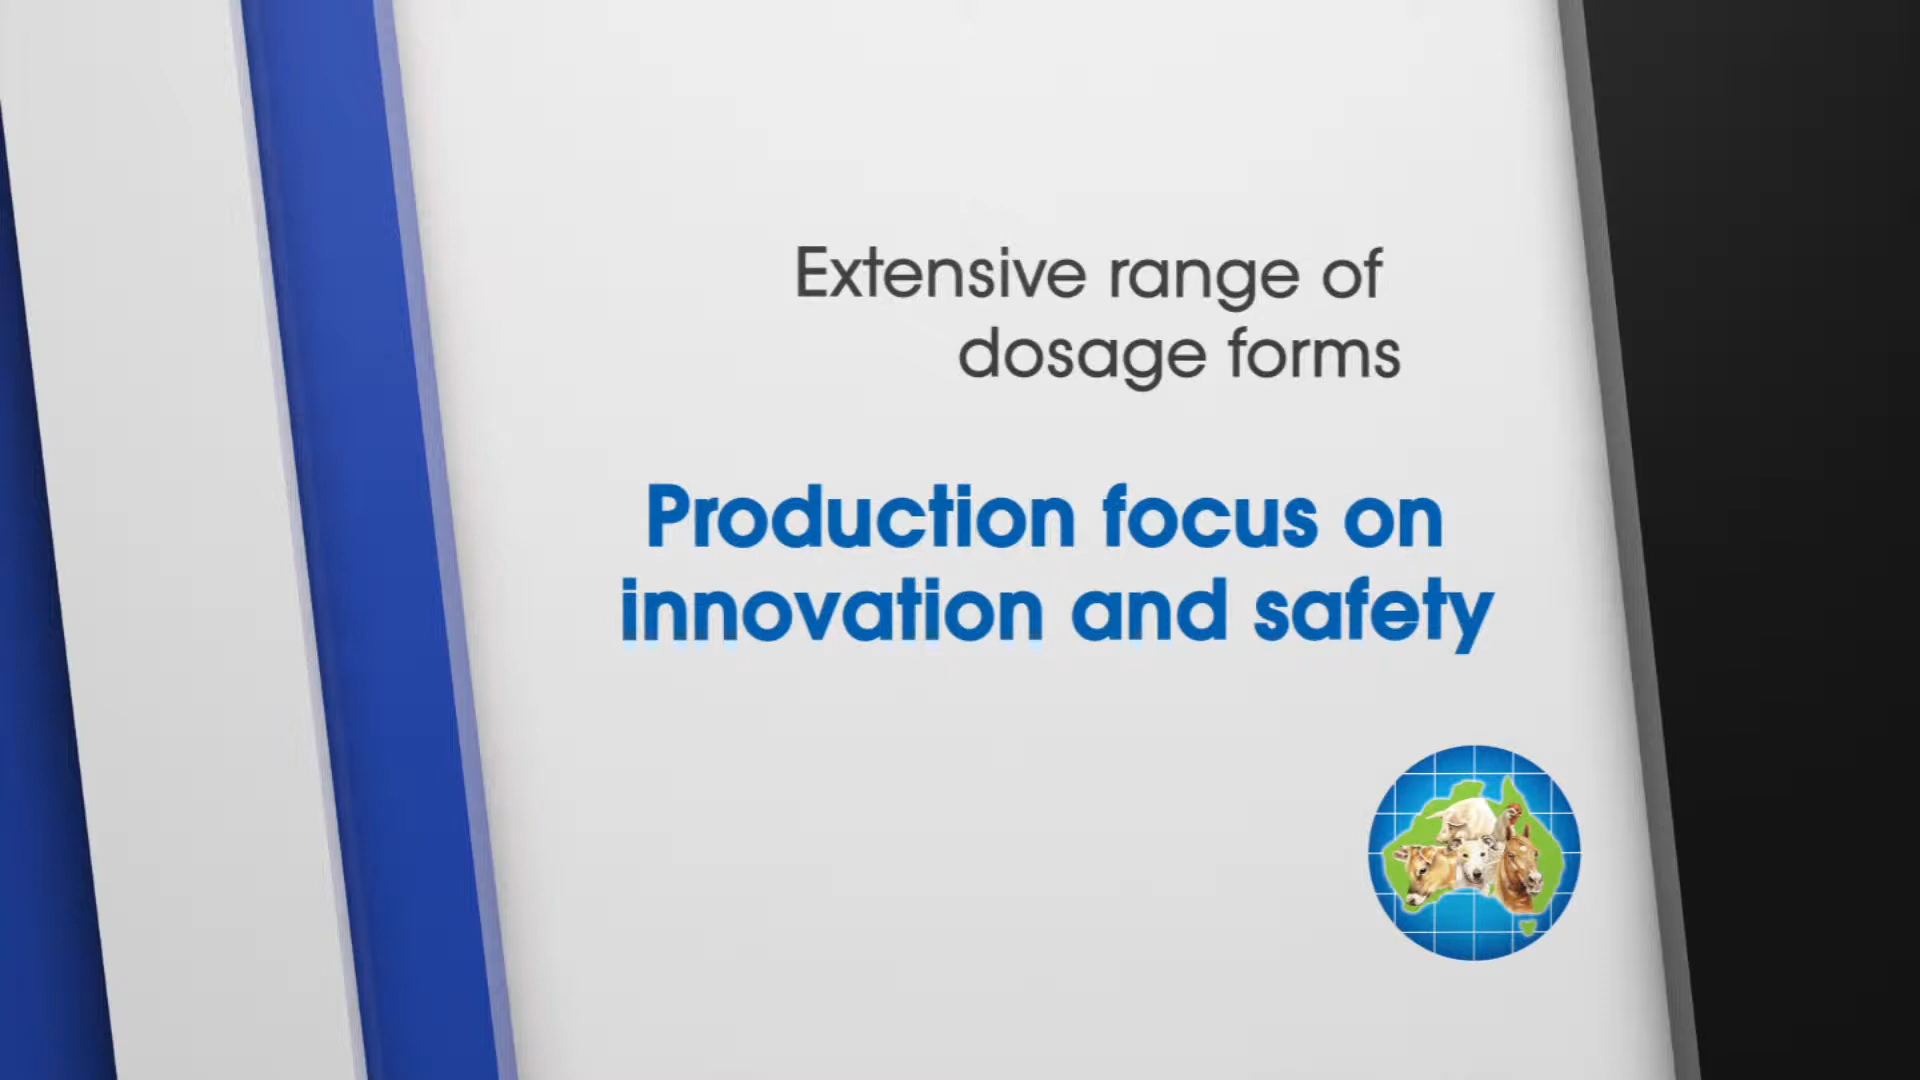 Extensive range of
dosage forms
Production focus on
innovation and safety